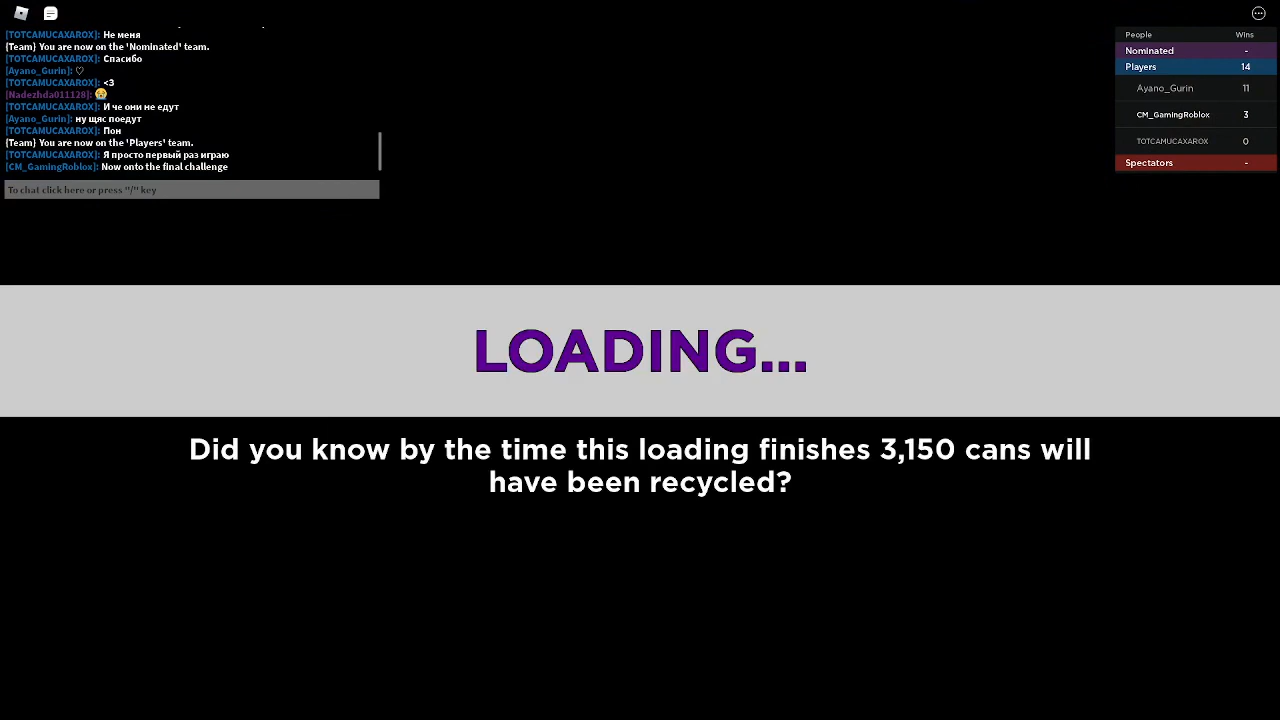 [TOTCAMUCAXAROX]: Не меня
{Team} You are now on the 'Nominated' team.
[TOTCAMUCAXAROX]: Спасибо
[Ayano_Gurin]: ♡
[TOTCAMUCAXAROX]: <3
[Nadezhda011128]: 😭
[TOTCAMUCAXAROX]: И че они не едут
[Ayano_Gurin]: ну щяс поедут
[TOTCAMUCAXAROX]: Пон
{Team} You are now on the 'Players' team.
[TOTCAMUCAXAROX]: Я просто первый раз играю
[CM_GamingRoblox]: Now onto the final challenge
To chat click here or press "/" key
People Wins
Nominated -
Players 14
Ayano_Gurin 11
CM_GamingRoblox 3
TOTCAMUCAXAROX 0
Spectators -
LOADING...
Did you know by the time this loading finishes 3,150 cans will
have been recycled?